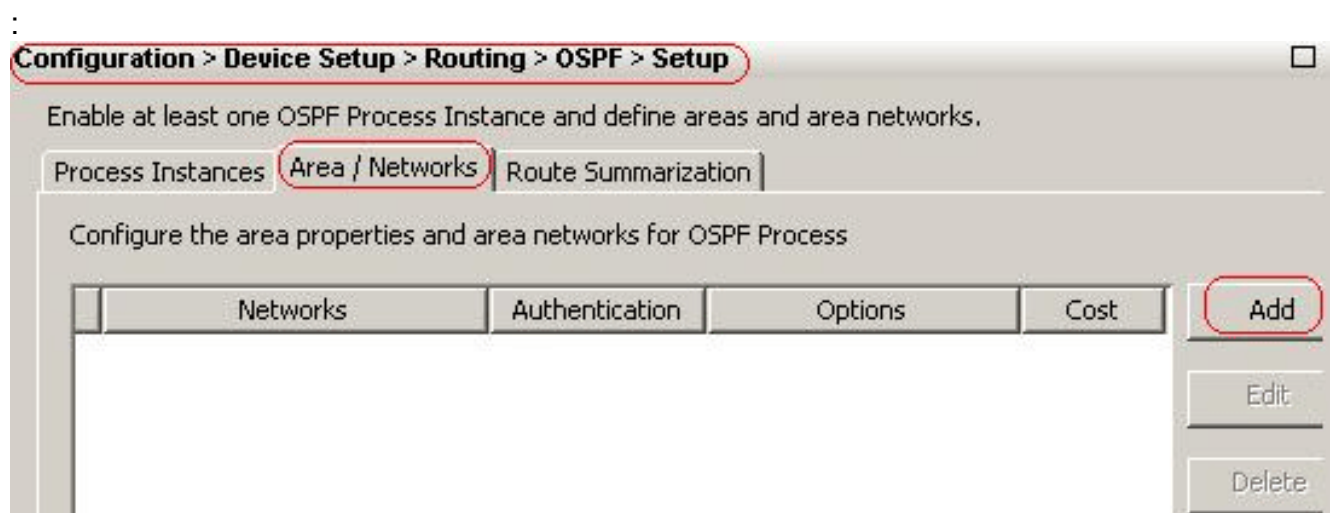 :
Configuration > Device Setup > Routing > OSPF > Setup
Enable at least one OSPF Process Instance and define areas and area networks.
Process Instances Area / Networks Route Summarization
Configure the area properties and area networks for OSPF Process
Networks Authentication Options Cost Add
Edit
Delete